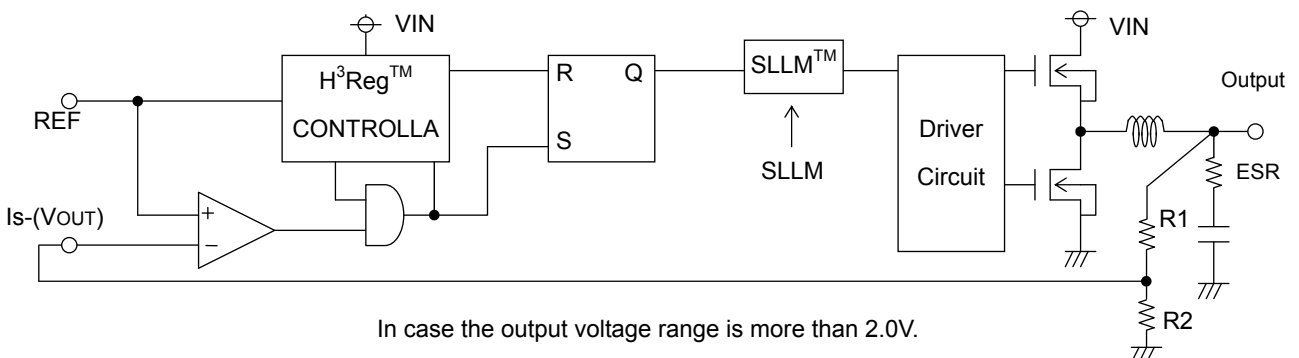 VIN
H³Reg™
CONTROLLA
REF
Is-(VOUT)
+
−
R
Q
S
SLLM™
SLLM
Driver
Circuit
VIN
Output
ESR
R1
R2
In case the output voltage range is more than 2.0V.